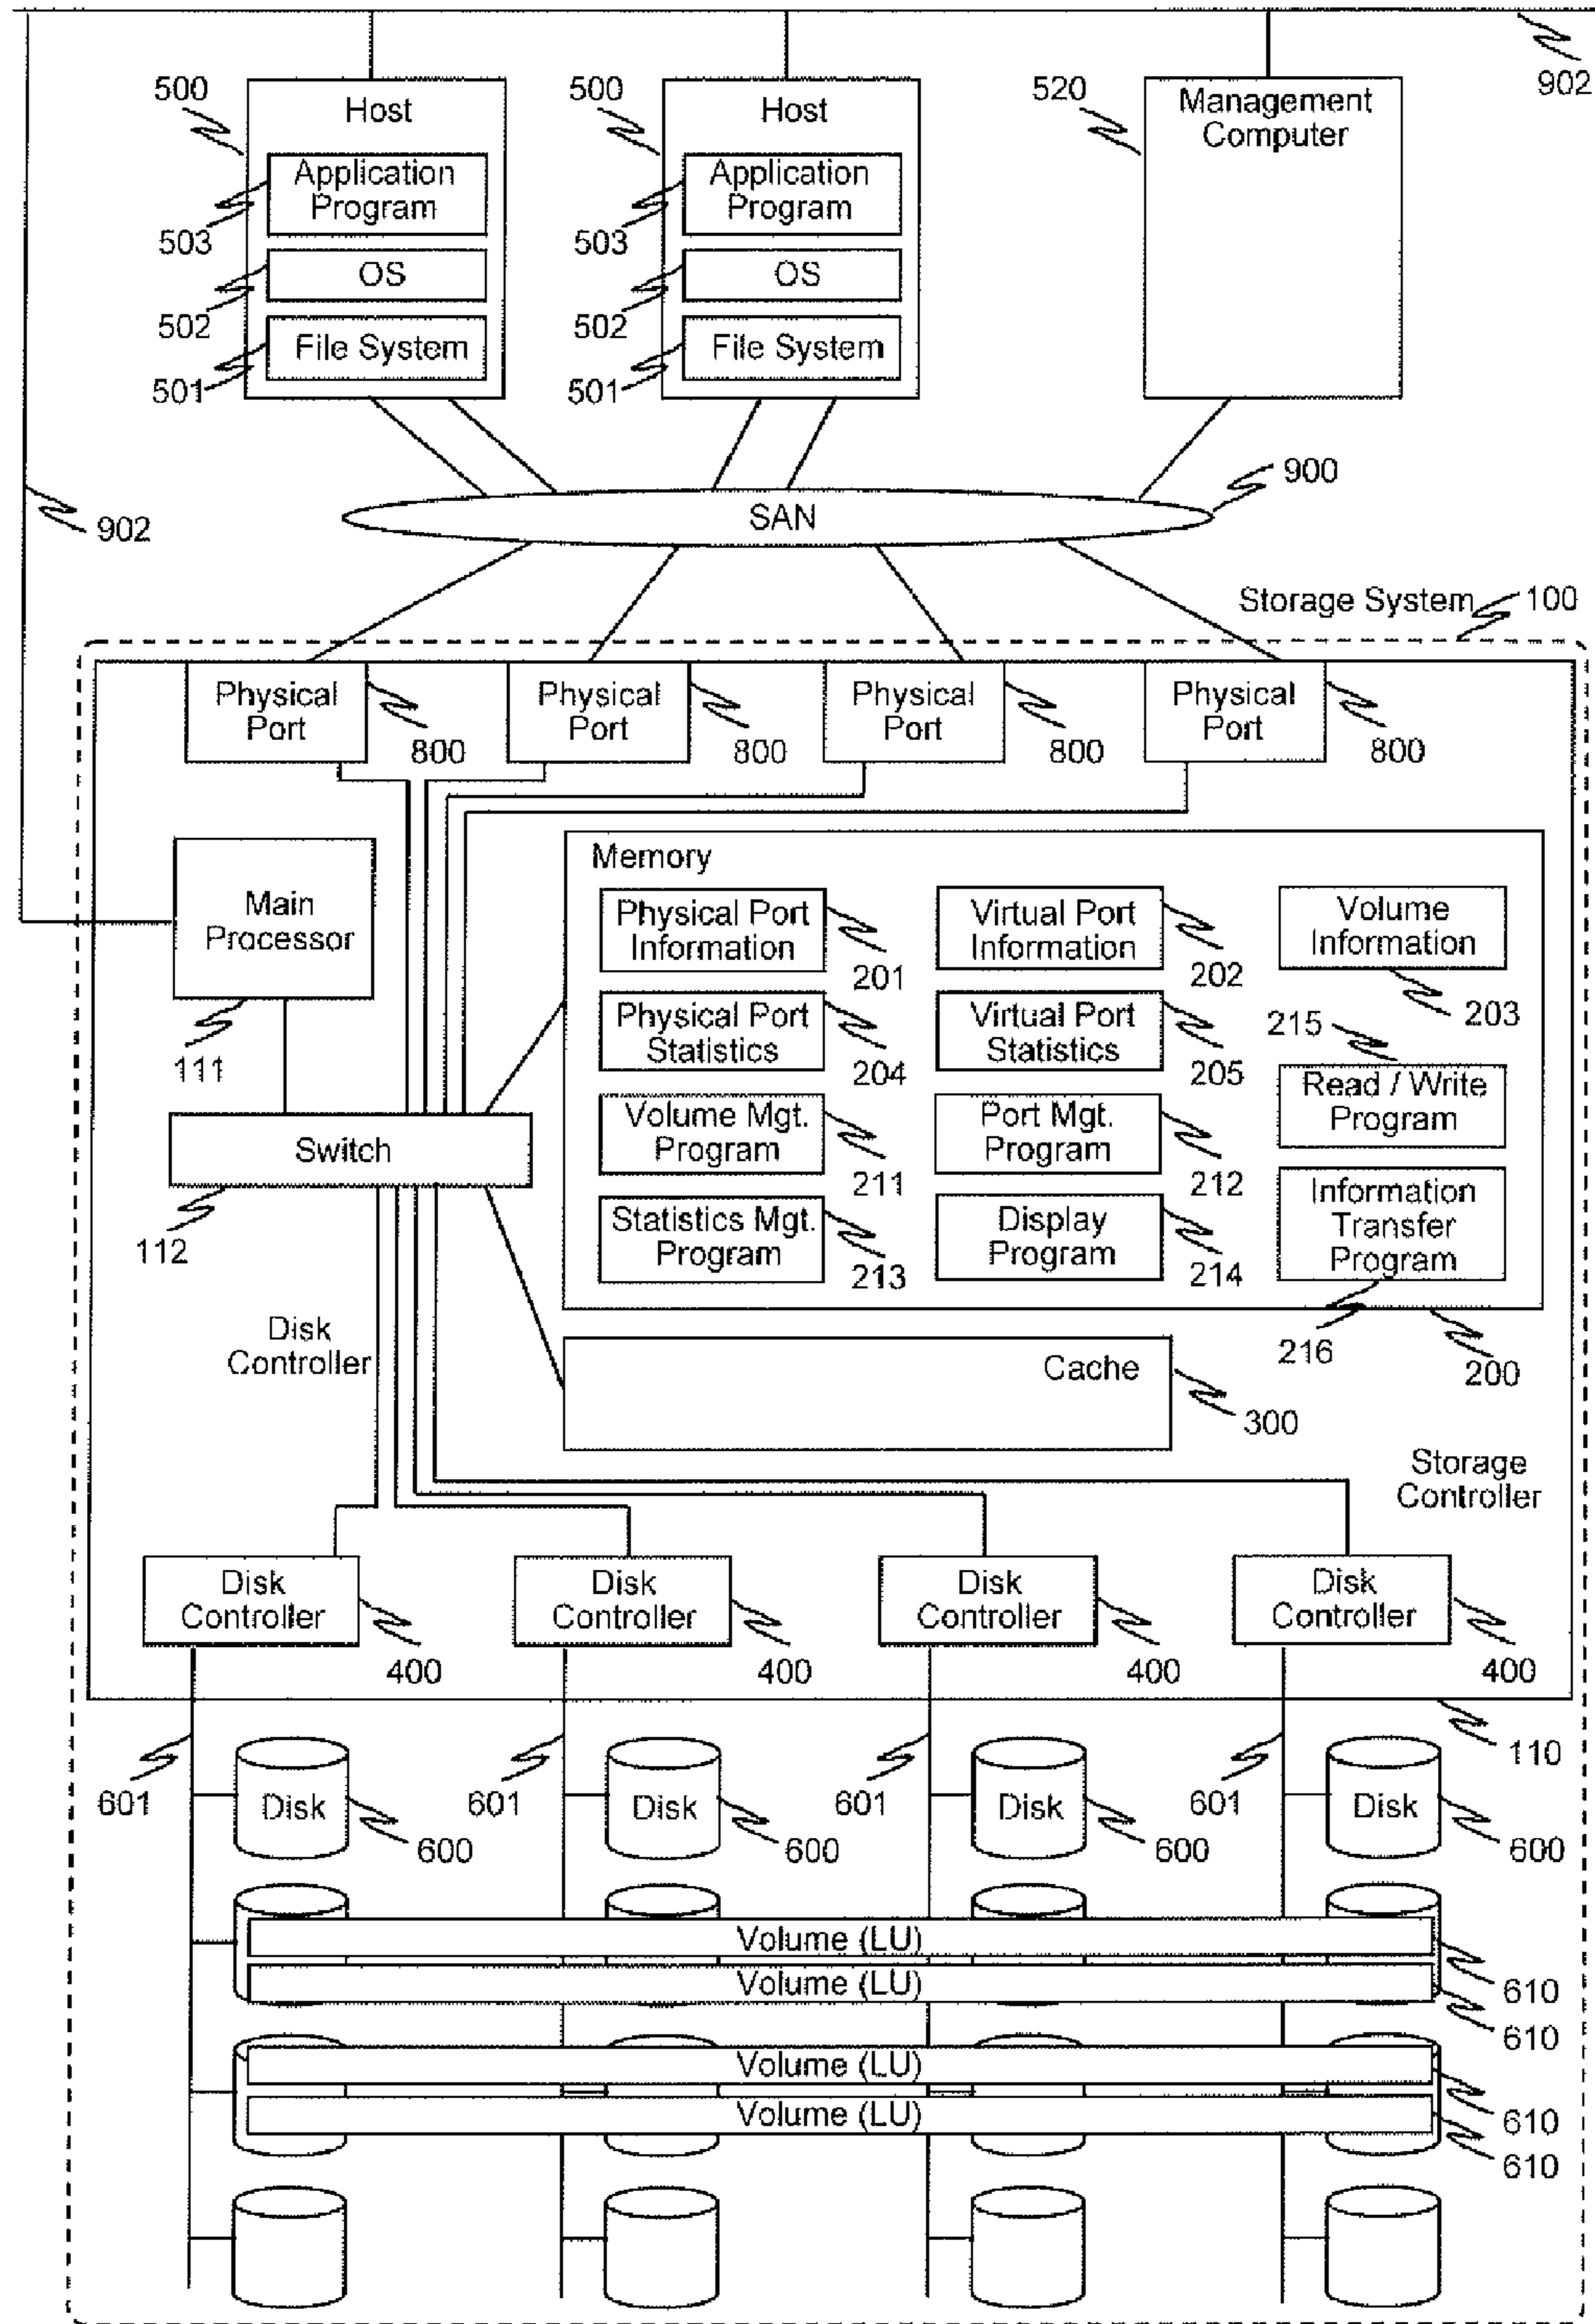 902
500
Host
500
Host
520
Management
Computer
Application
Program
503
Application
Program
503
OS
502
OS
502
File System
501
File System
501
902
SAN
900
Storage System
100
Physical
Port
800
Physical
Port
800
Physical
Port
800
Physical
Port
800
Main
Processor
111
Memory
Physical Port
Information
201
Virtual Port
Information
202
Volume
Information
203
Physical Port
Statistics
204
Virtual Port
Statistics
205
215
Read / Write
Program
Volume Mgt.
Program
211
Port Mgt.
Program
212
Statistics Mgt.
Program
213
Display
Program
214
Information
Transfer
Program
216
200
Switch
112
Disk
Controller
Cache
300
Storage
Controller
Disk
Controller
400
Disk
Controller
400
Disk
Controller
400
Disk
Controller
400
110
601
Disk
600
601
Disk
600
601
Disk
600
601
Disk
600
Volume (LU)
610
Volume (LU)
610
Volume (LU)
610
Volume (LU)
610